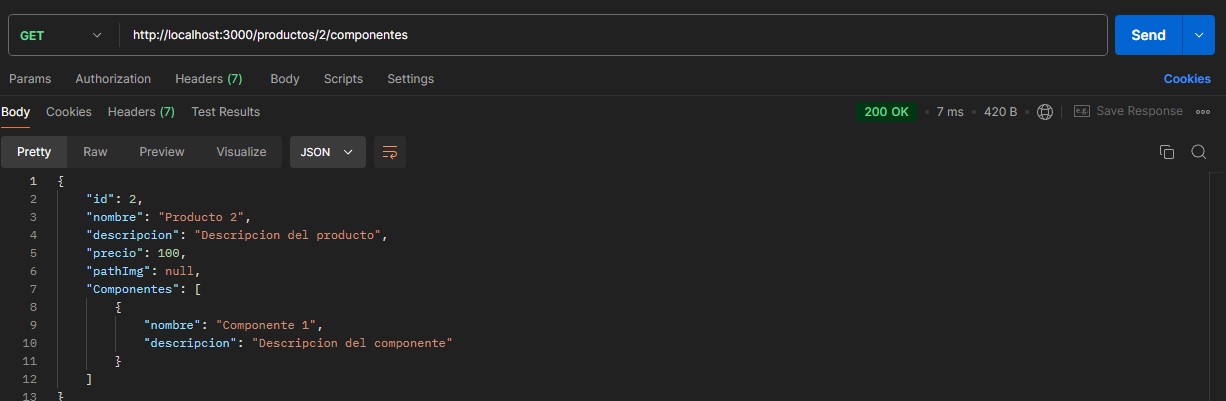 GET http://localhost:3000/productos/2/componentes Send
Params Authorization Headers (7) Body Scripts Settings Cookies
Body Cookies Headers (7) Test Results 200 OK • 7 ms • 420 B e.g. Save Response
Pretty Raw Preview Visualize JSON
1 {
2 "id": 2,
3 "nombre": "Producto 2",
4 "descripcion": "Descripcion del producto",
5 "precio": 100,
6 "pathImg": null,
7 "Componentes": [
8 {
9 "nombre": "Componente 1",
10 "descripcion": "Descripcion del componente"
11 }
12 ]
13 }